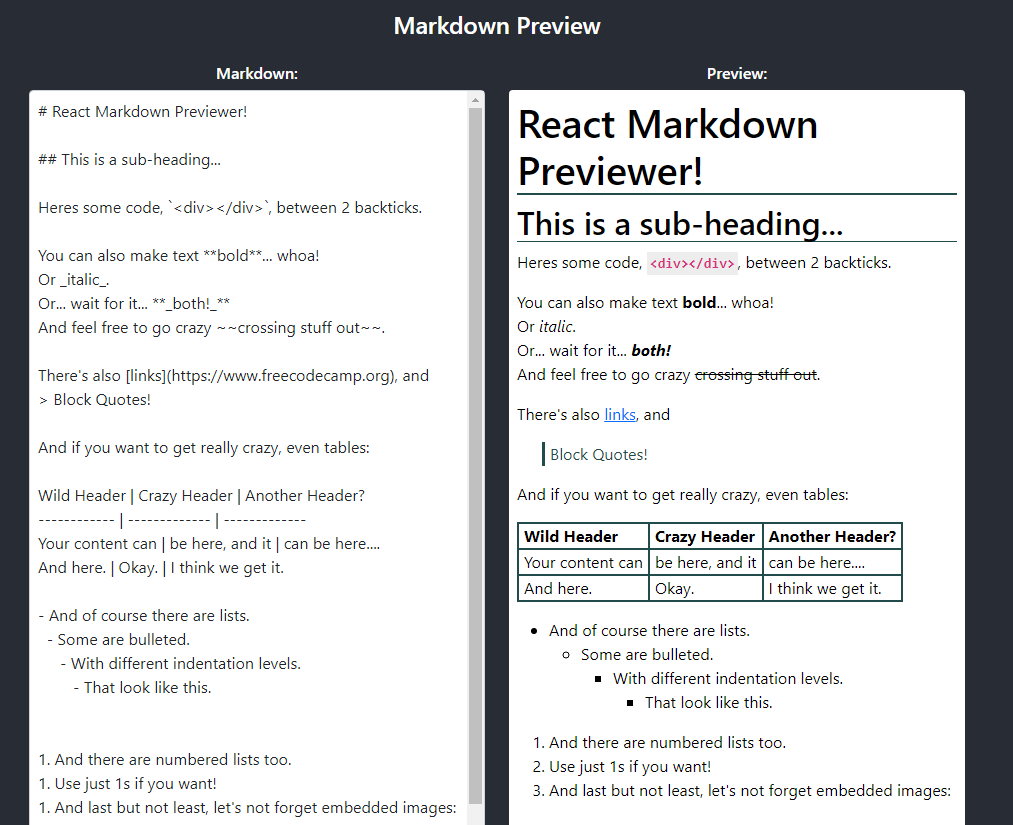 Markdown Preview
Markdown:
# React Markdown Previewer!
## This is a sub-heading...
Heres some code, `<div></div>`, between 2 backticks.
You can also make text **bold**... whoa!
Or _italic_.
Or... wait for it... **_both!_**
And feel free to go crazy ~~crossing stuff out~~.
There's also [links](https://www.freecodecamp.org), and
> Block Quotes!
And if you want to get really crazy, even tables:
Wild Header | Crazy Header | Another Header?
------------ | ------------- | -------------
Your content can | be here, and it | can be here....
And here. | Okay. | I think we get it.
- And of course there are lists.
- Some are bulleted.
- With different indentation levels.
- That look like this.
1. And there are numbered lists too.
1. Use just 1s if you want!
1. And last but not least, let's not forget embedded images:
Preview:
React Markdown
Previewer!
This is a sub-heading...
Heres some code, <div></div>, between 2 backticks.
You can also make text bold... whoa!
Or italic.
Or... wait for it... both!
And feel free to go crazy crossing stuff out.
There's also links, and
Block Quotes!
And if you want to get really crazy, even tables:
Wild Header Crazy Header Another Header?
Your content can be here, and it can be here....
And here. Okay. I think we get it.
And of course there are lists.
Some are bulleted.
With different indentation levels.
That look like this.
1. And there are numbered lists too.
2. Use just 1s if you want!
3. And last but not least, let's not forget embedded images: